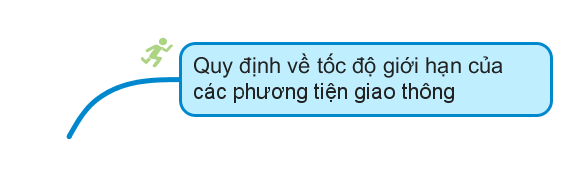 Quy định về tốc độ giới hạn của
các phương tiện giao thông